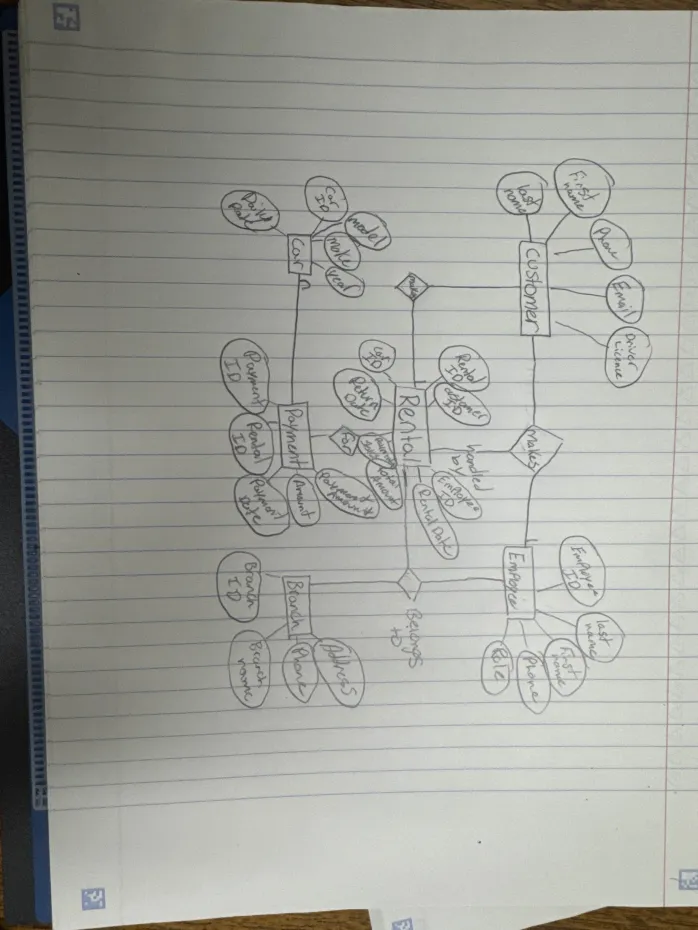 First
name
last
name
Phone
Email
Driver
Licence
Customer
makes
Employee
ID
last
name
First
name
Phone
Role
Employee
makes
Rental
ID
customer
ID
handled
by
Employee
ID
Rental Date
Car
ID
Return
Date
Rental
Amount
Belongs
to
For
model
Car
ID
make
year
Daily
Rate
Car
n
Payment
Amount
Payment
Payment
ID
Rental
ID
Payment
Date
Amount
Address
Phone
Branch
Branch
ID
Branch
name